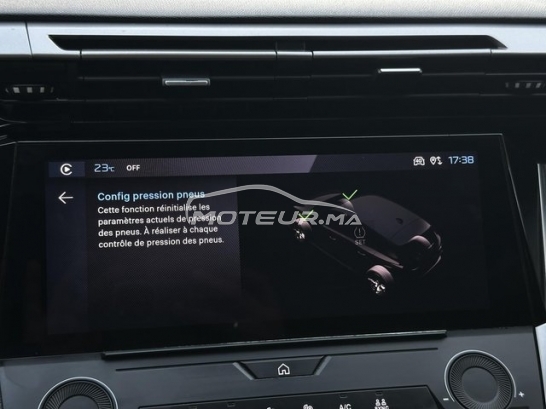 23°C OFF 17:38
Config pression pneus
Cette fonction réinitialise les
paramètres actuels de pression
des pneus. À réaliser à chaque
contrôle de pression des pneus.
MOTEUR.MA
SET
A/C SYNC